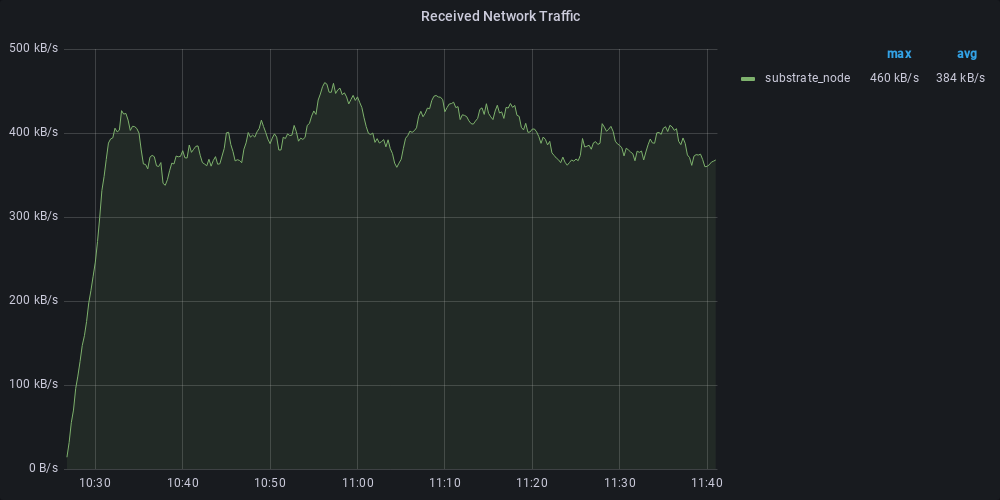 Received Network Traffic
500 kB/s
400 kB/s
300 kB/s
200 kB/s
100 kB/s
0 B/s
10:30 10:40 10:50 11:00 11:10 11:20 11:30 11:40
max avg
substrate_node 460 kB/s 384 kB/s